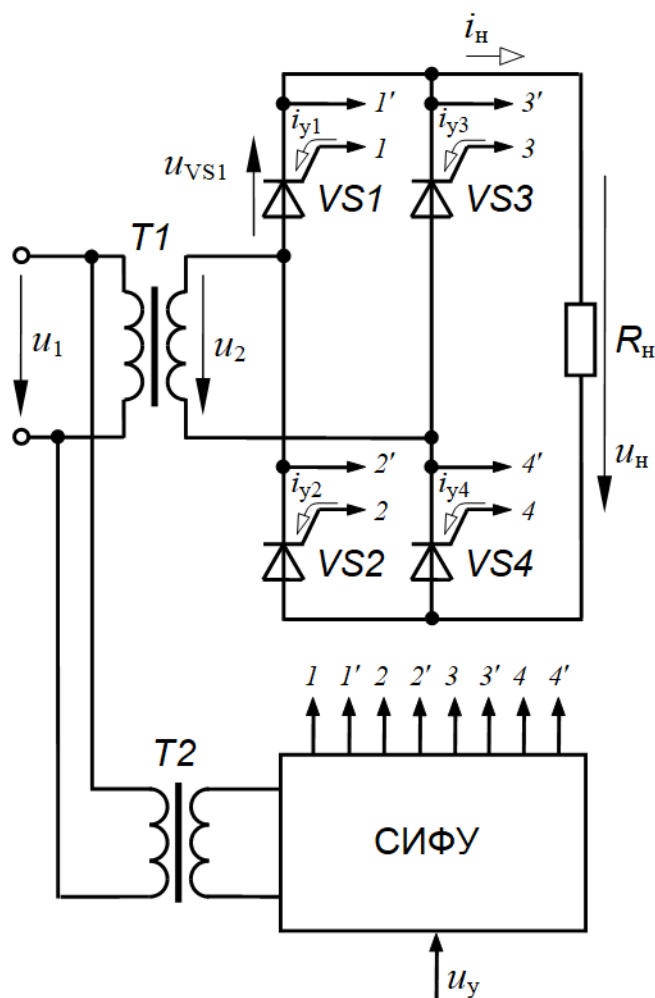 iн
1′ 3′
iу1 1 iу3 3
uVS1 VS1 VS3
T1
u1 u2 Rн
uн
2′ 4′
iу2 2 iу4 4
VS2 VS4
1 1′ 2 2′ 3 3′ 4 4′
T2
СИФУ
uу